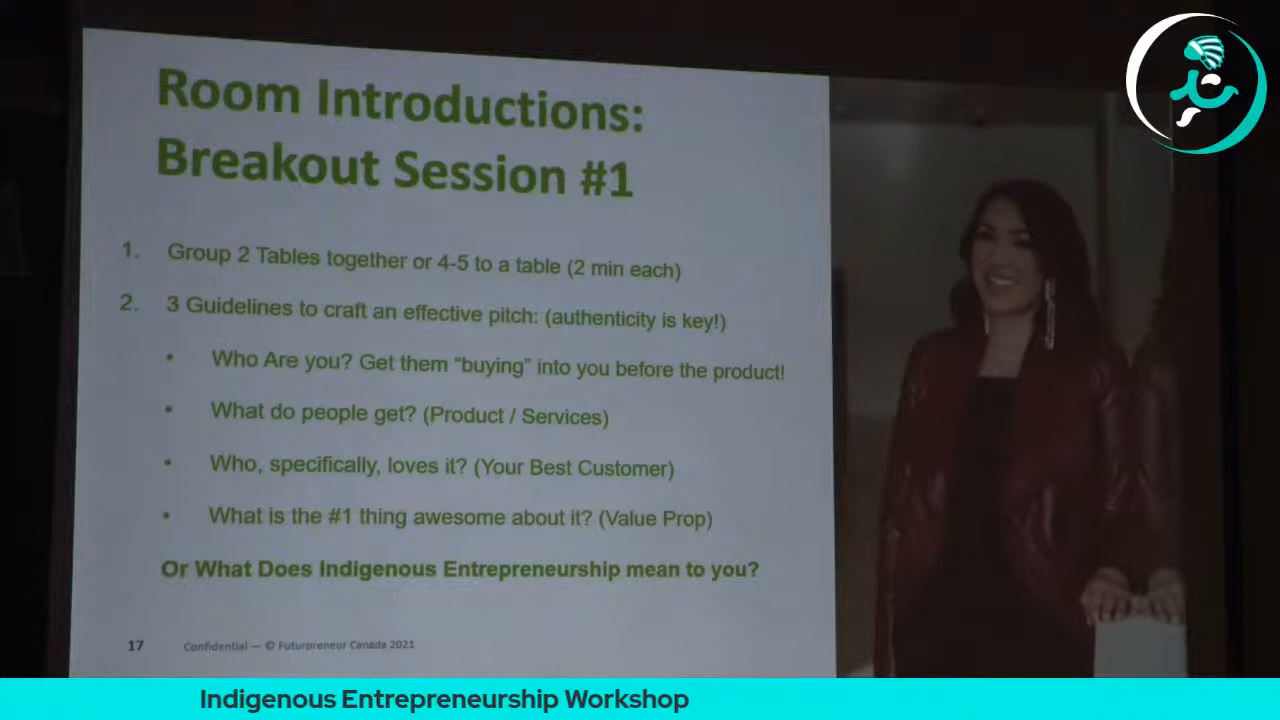 Room Introductions:
Breakout Session #1
1. Group 2 Tables together or 4-5 to a table (2 min each)
2. 3 Guidelines to craft an effective pitch: (authenticity is key!)
• Who Are you? Get them “buying” into you before the product!
• What do people get? (Product / Services)
• Who, specifically, loves it? (Your Best Customer)
• What is the #1 thing awesome about it? (Value Prop)
Or What Does Indigenous Entrepreneurship mean to you?
17 Confidential — © Futurpreneur Canada 2021
Indigenous Entrepreneurship Workshop